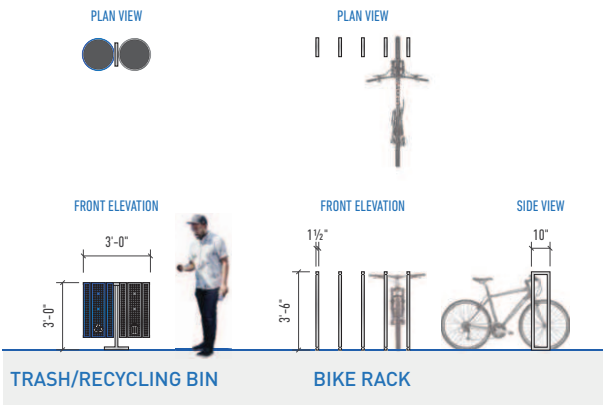 PLAN VIEW
PLAN VIEW
FRONT ELEVATION
FRONT ELEVATION
SIDE VIEW
3'-0"
1½"
10"
3'-0"
3'-6"
TRASH/RECYCLING BIN
BIKE RACK